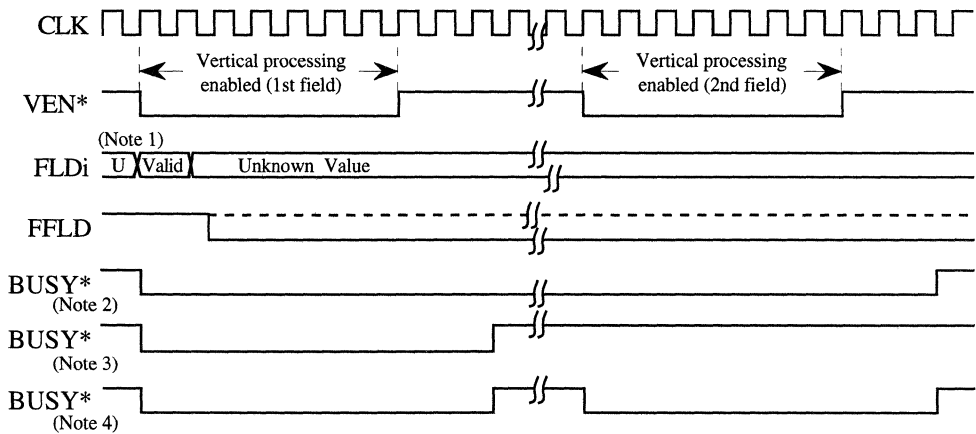 CLK
Vertical processing
enabled (1st field)
Vertical processing
enabled (2nd field)
VEN*
(Note 1)
FLDi
U
Valid
Unknown Value
FFLD
BUSY*
(Note 2)
BUSY*
(Note 3)
BUSY*
(Note 4)